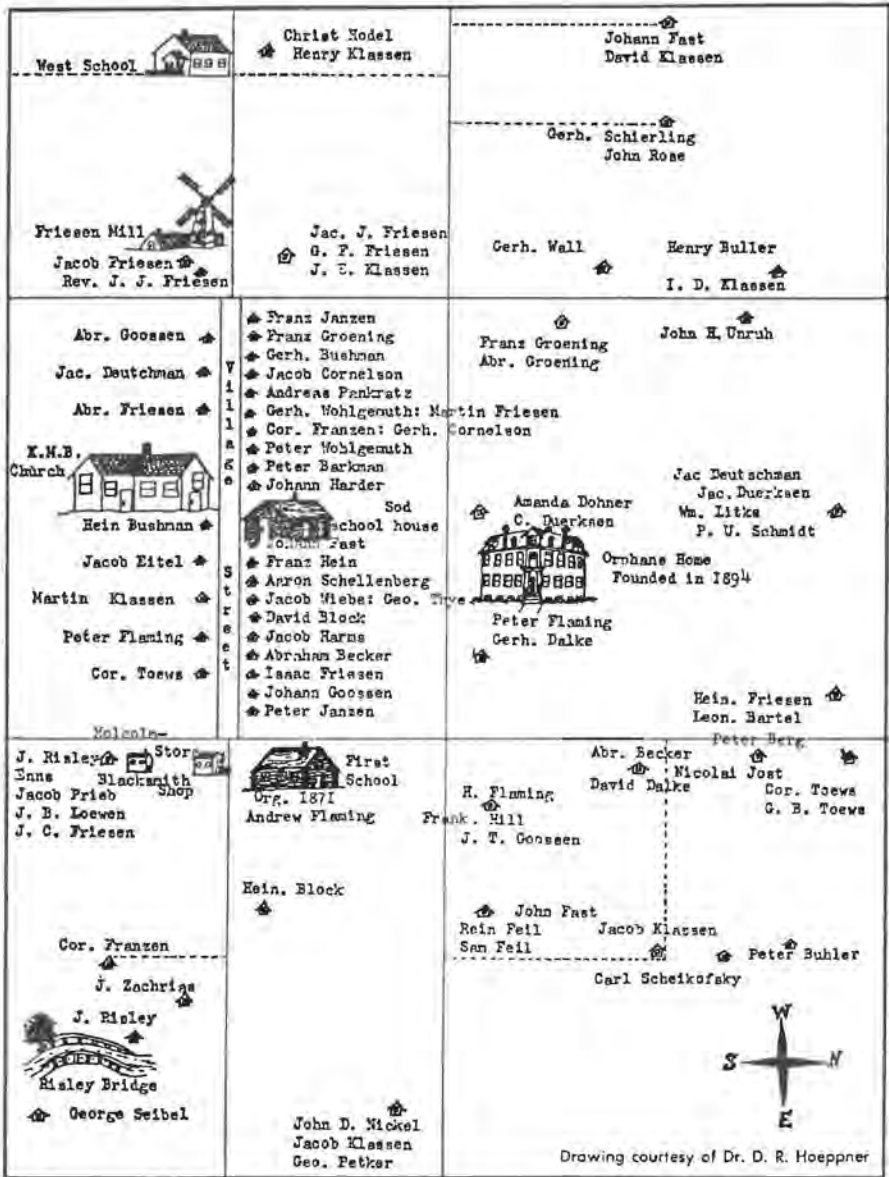 West School
Christ Nodel
Henry Klassen
Johann Fast
David Klassen
Gerh. Schierling
John Rose
Friesen Mill
Jacob Friesen
Rev. J. J. Friesen
Jac. J. Friesen
G. F. Friesen
J. E. Klassen
Gerh. Wall
Henry Buller
I. D. Klassen
Abr. Goossen
Jac. Deutchman
Abr. Friesen
K.M.B.
Church
Hein Bushman
Jacob Eitel
Martin Klassen
Peter Flaming
Cor. Toews
Village
Street
Franz Janzen
Franz Groening
Gerh. Bushman
Jacob Cornelson
Andreas Pankratz
Gerh. Wohlgemuth: Martin Friesen
Cor. Franzen: Gerh. Cornelson
Peter Wohlgemuth
Peter Barkman
Johann Harder
Sod
school house
Fast
Franz Hein
Aaron Schellenberg
Jacob Wiebe: Geo.
David Block
Jacob Harms
Abraham Becker
Isaac Friesen
Johann Goossen
Peter Janzen
Franz Groening
Abr. Groening
John H. Unruh
Amanda Dohner
C. Duerksen
Jac Deutschman
Jac. Duerksen
Wm. Litke
P. U. Schmidt
Orphans Home
Founded in 1894
Peter Flaming
Gerh. Dalke
Hein. Friesen
Leon. Bartel
Peter Berg
Malcolm-
J. Risley
Enns
Jacob Prieb
J. B. Loewen
J. C. Friesen
Stor
Blacksmith
Shop
First
School
Org. 1871
Andrew Flaming
Hein. Block
Abr. Becker
David Dalke
Nicolai Jost
Cor. Toews
G. B. Toews
H. Flaming
Frank. Hill
J. T. Goossen
John Fast
Rein Feil
Sam Feil
Jacob Klassen
Carl Scheikofsky
Peter Buhler
Cor. Franzen
J. Zachrias
J. Risley
Risley Bridge
George Seibel
John D. Nickel
Jacob Klassen
Geo. Petker
W
S N
E
Drawing courtesy of Dr. D. R. Hoeppner